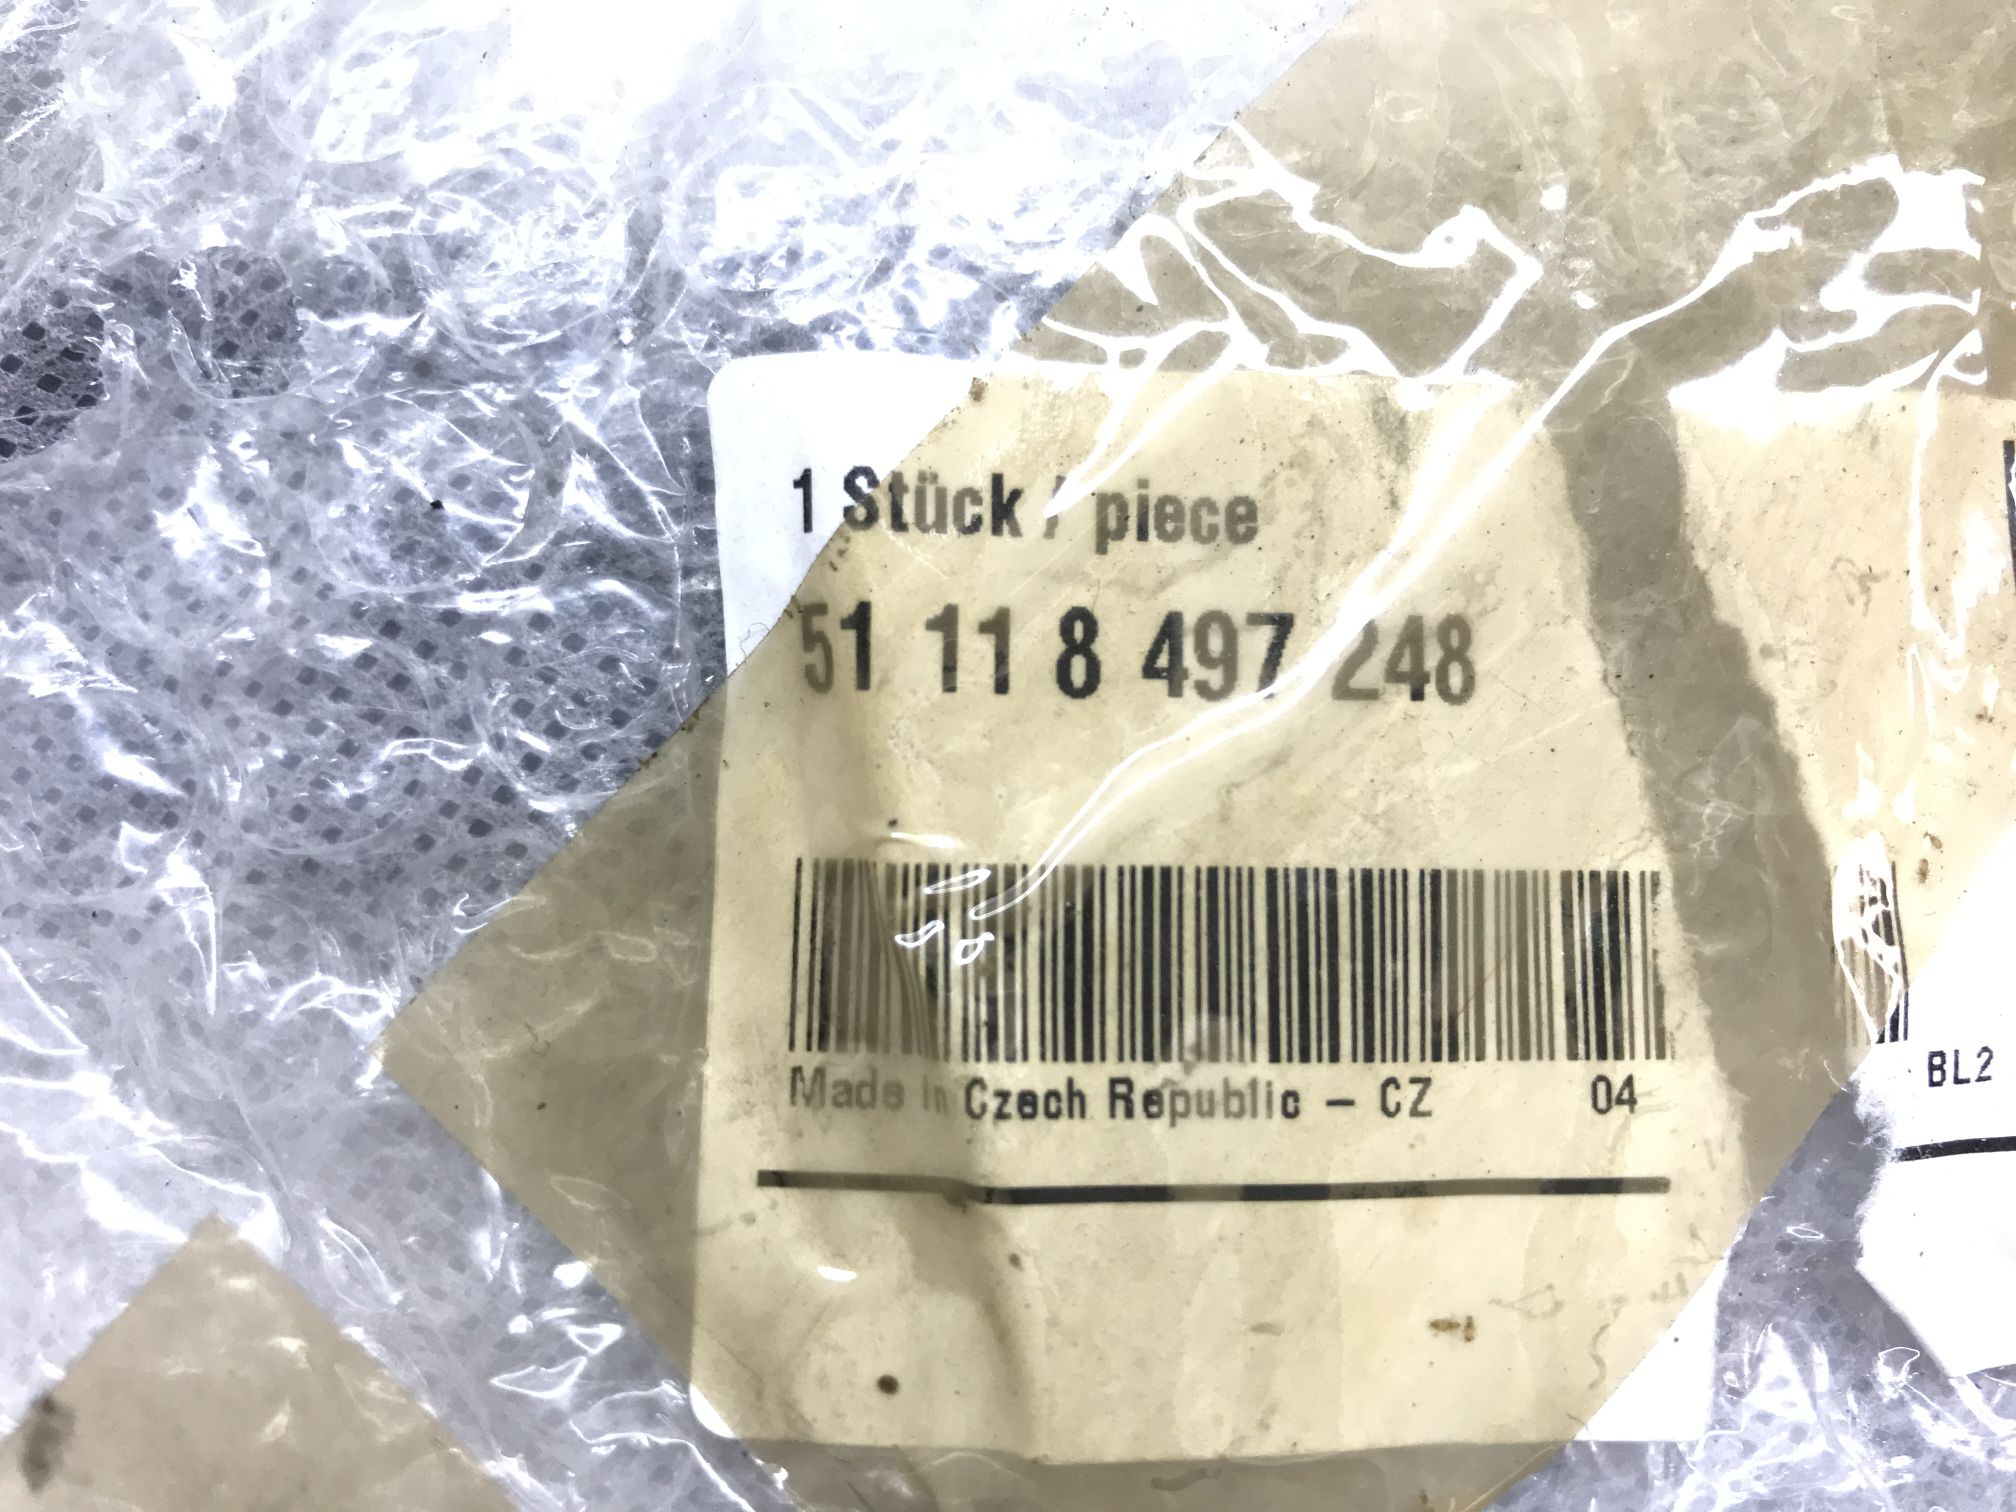 1 Stück / piece
51 11 8 497 248
Made in Czech Republic – CZ 04
BL2